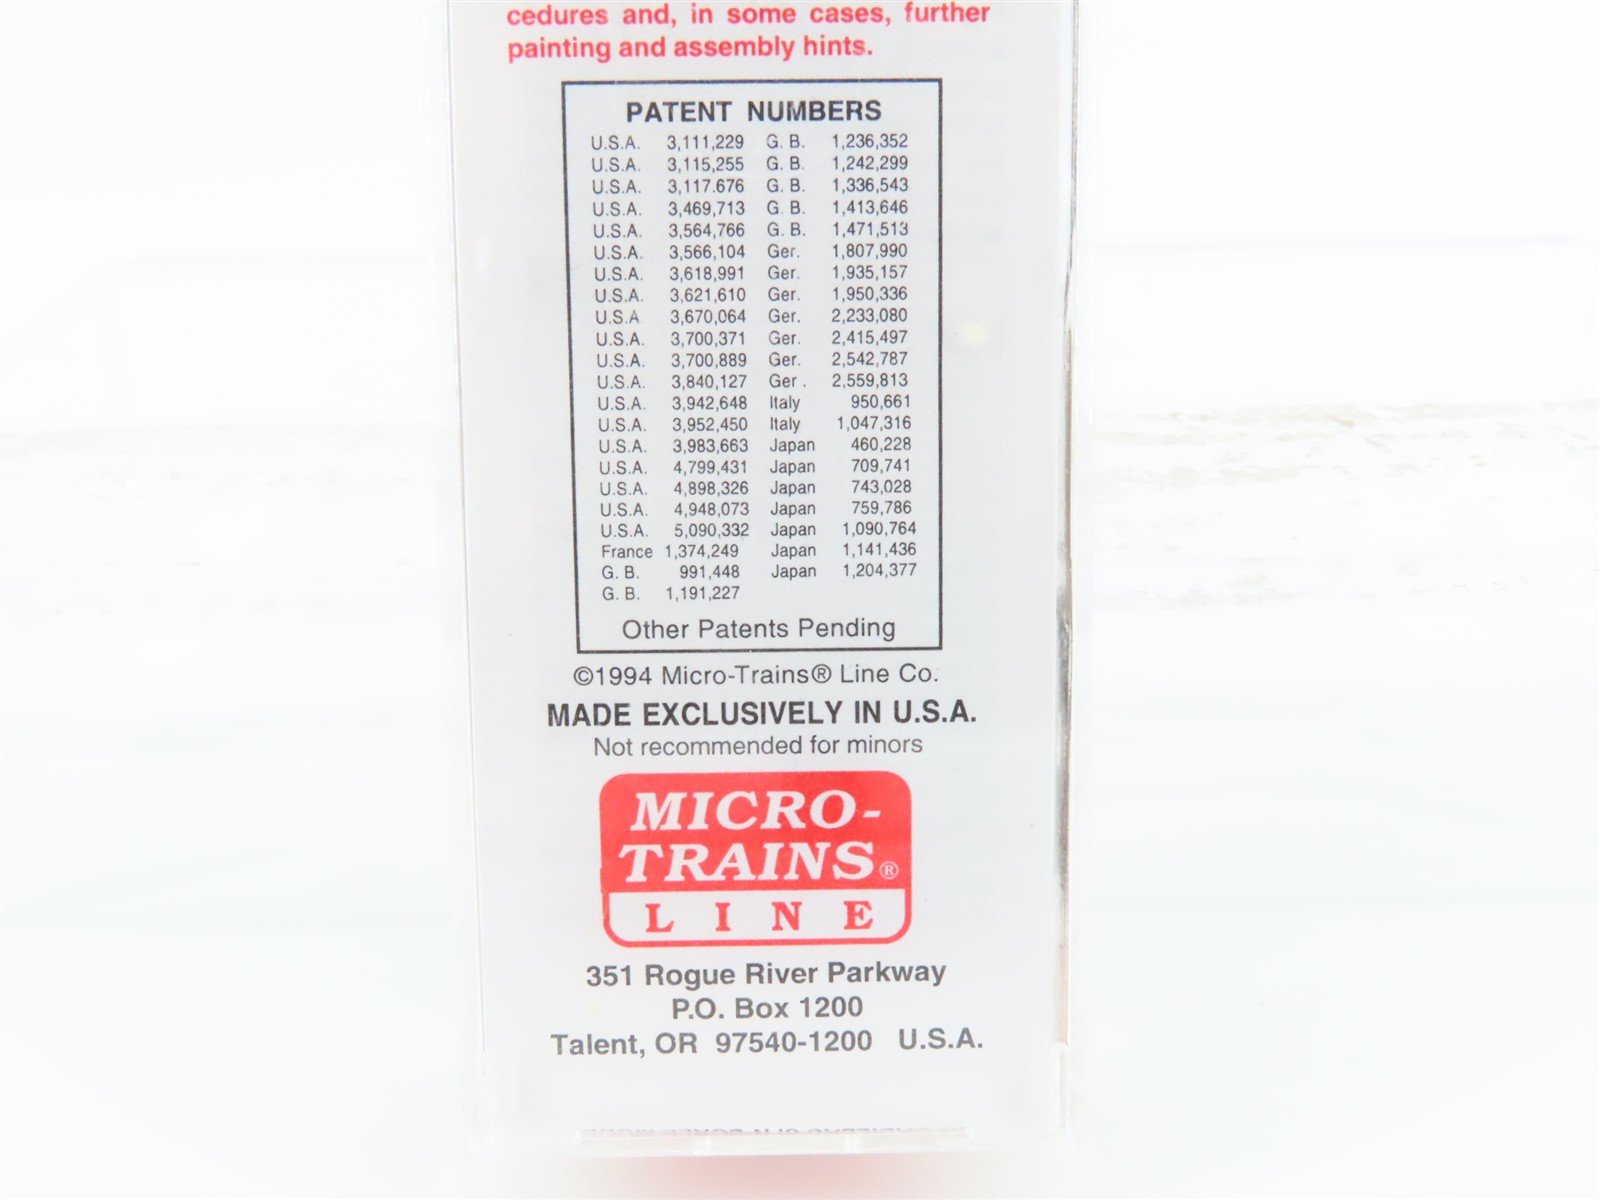 cedures and, in some cases, further
painting and assembly hints.
PATENT NUMBERS
U.S.A. 3,111,229 G. B. 1,236,352
U.S.A. 3,115,255 G. B. 1,242,299
U.S.A. 3,117.676 G. B. 1,336,543
U.S.A. 3,469,713 G. B. 1,413,646
U.S.A. 3,564,766 G. B. 1,471,513
U.S.A. 3,566,104 Ger. 1,807,990
U.S.A. 3,618,991 Ger. 1,935,157
U.S.A. 3,621,610 Ger. 1,950,336
U.S.A 3,670,064 Ger. 2,233,080
U.S.A. 3,700,371 Ger. 2,415,497
U.S.A. 3,700,889 Ger. 2,542,787
U.S.A. 3,840,127 Ger . 2,559,813
U.S.A. 3,942,648 Italy 950,661
U.S.A. 3,952,450 Italy 1,047,316
U.S.A. 3,983,663 Japan 460,228
U.S.A. 4,799,431 Japan 709,741
U.S.A. 4,898,326 Japan 743,028
U.S.A. 4,948,073 Japan 759,786
U.S.A. 5,090,332 Japan 1,090,764
France 1,374,249 Japan 1,141,436
G. B. 991,448 Japan 1,204,377
G. B. 1,191,227
Other Patents Pending
©1994 Micro-Trains® Line Co.
MADE EXCLUSIVELY IN U.S.A.
Not recommended for minors
MICRO-
TRAINS®
LINE
351 Rogue River Parkway
P.O. Box 1200
Talent, OR 97540-1200 U.S.A.